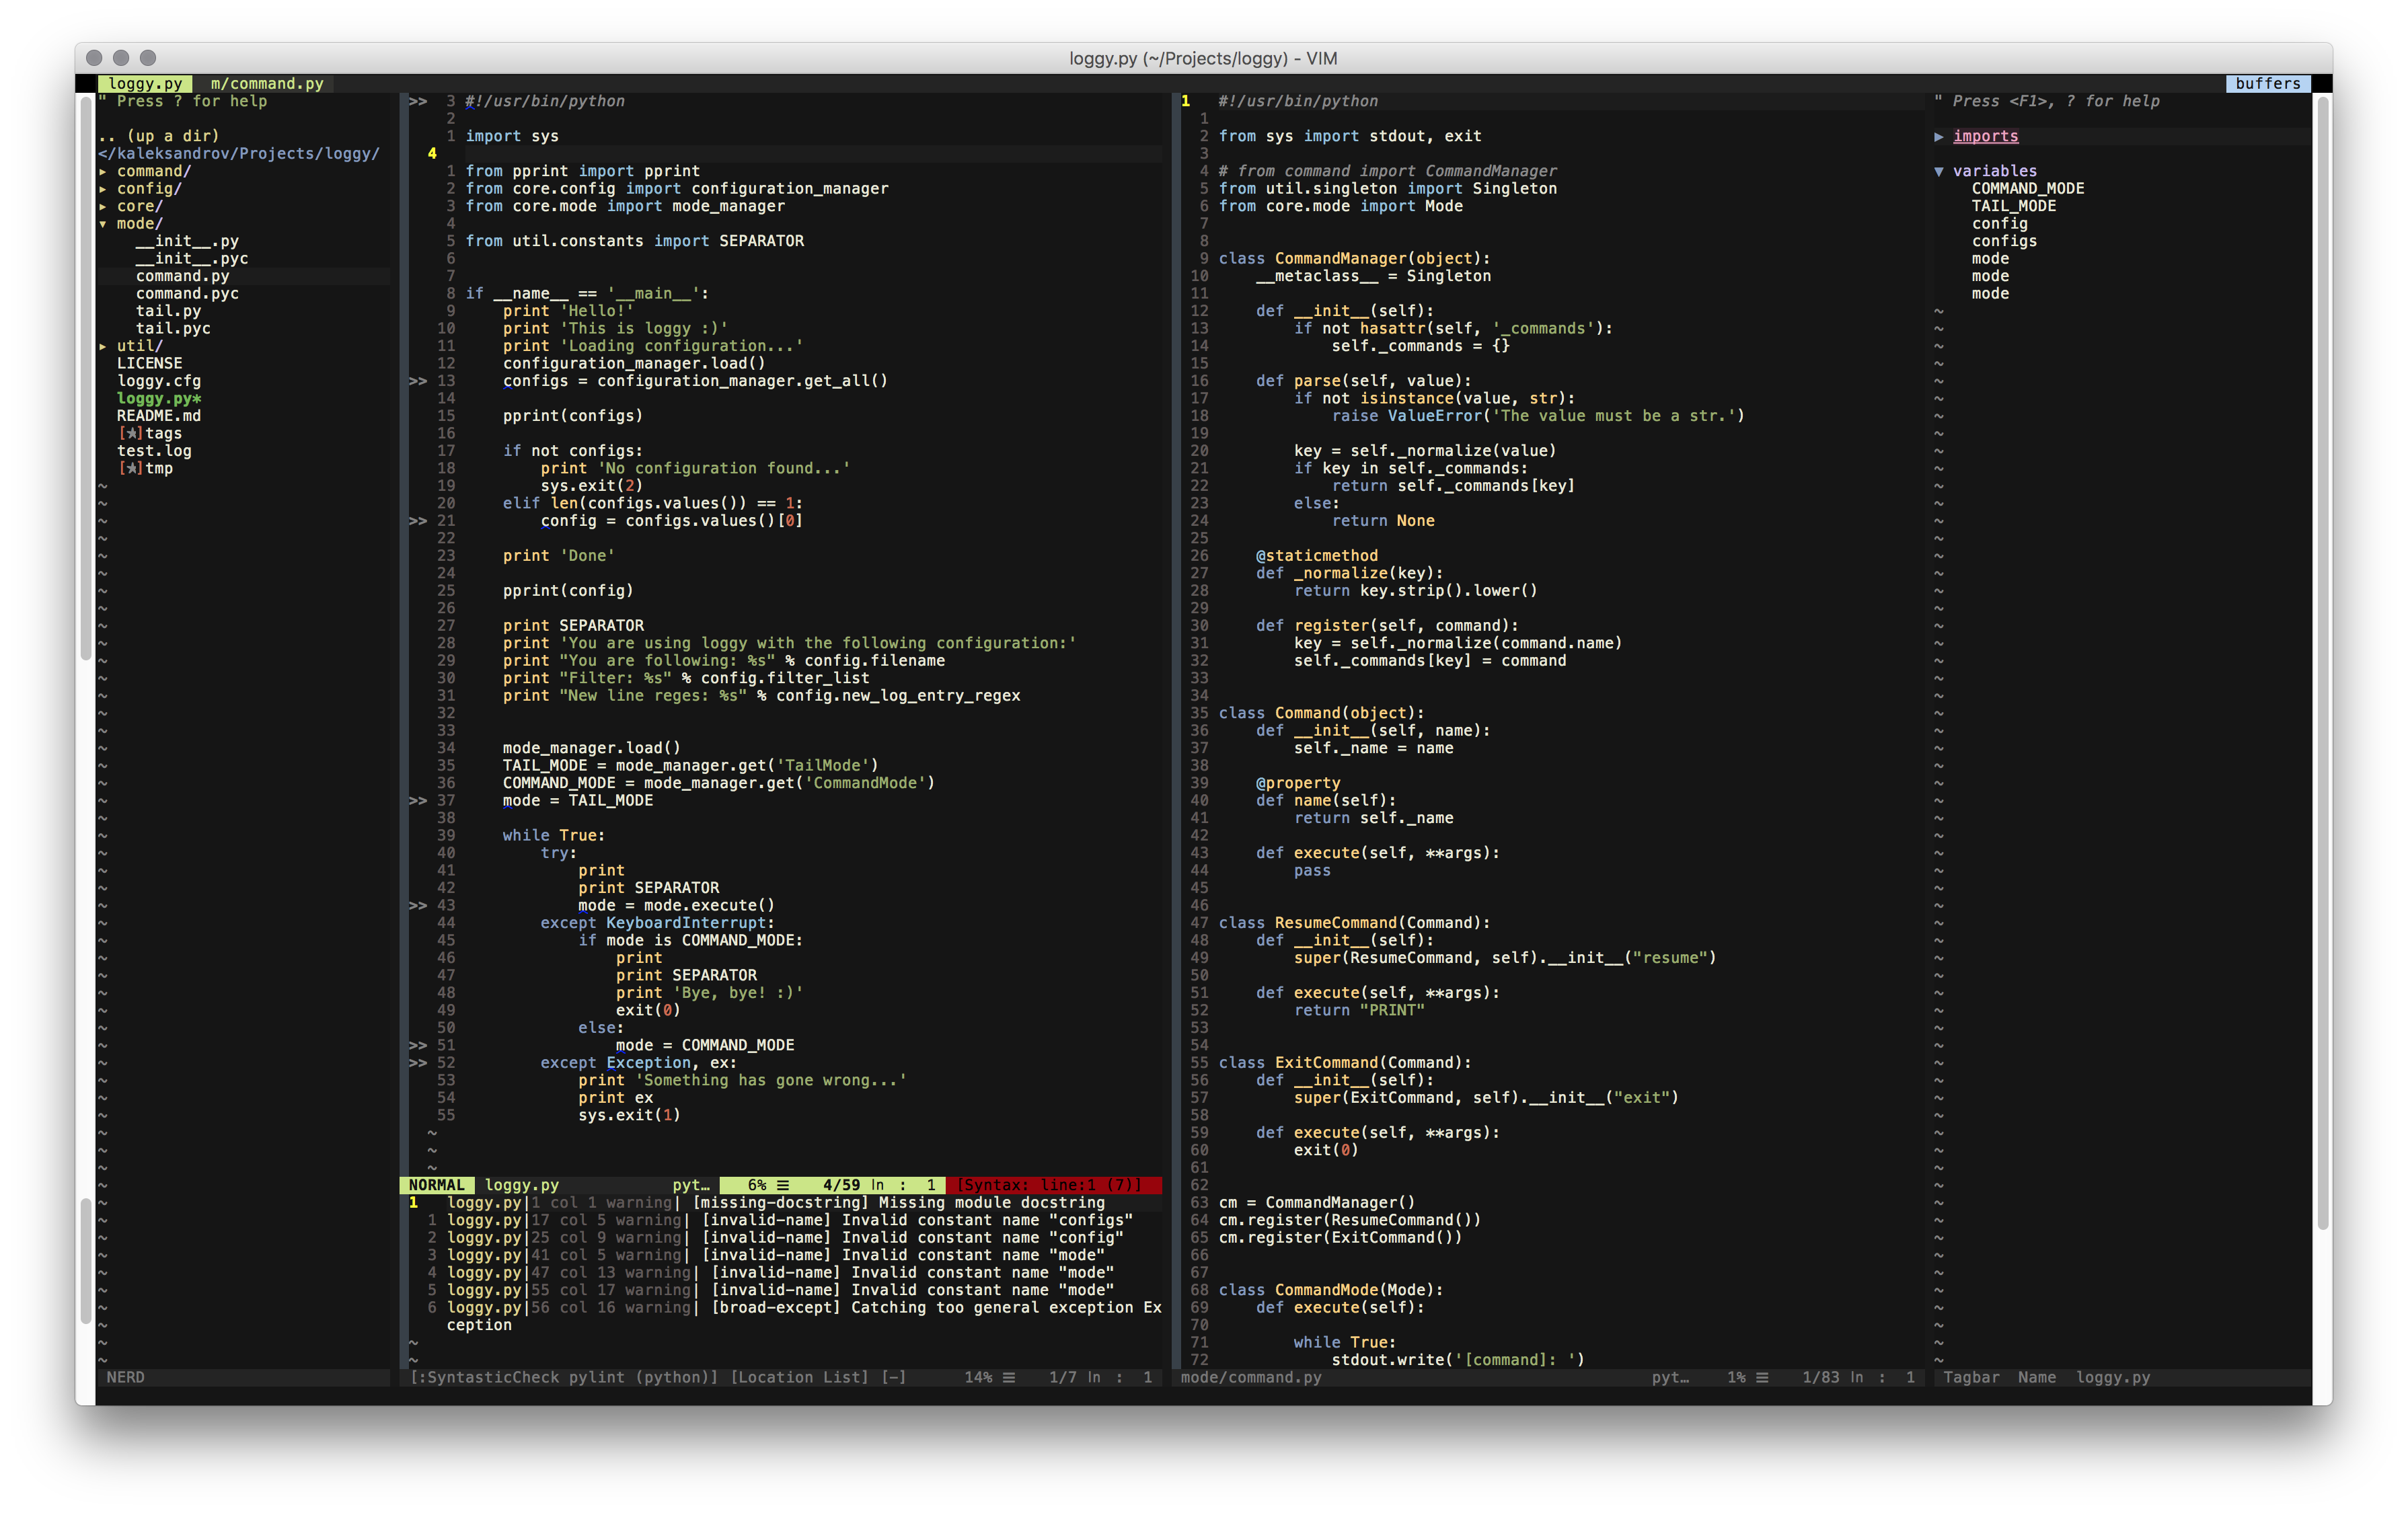 loggy.py (~/Projects/loggy) - VIM
loggy.py m/command.py buffers
" Press ? for help
.. (up a dir)
</kaleksandrov/Projects/loggy/
▸ command/
▸ config/
▸ core/
▾ mode/
__init__.py
__init__.pyc
command.py
command.pyc
tail.py
tail.pyc
▸ util/
LICENSE
loggy.cfg
loggy.py*
README.md
[★]tags
test.log
[★]tmp
NERD
>> 3 #!/usr/bin/python
2
1 import sys
4
1 from pprint import pprint
2 from core.config import configuration_manager
3 from core.mode import mode_manager
4
5 from util.constants import SEPARATOR
6
7
8 if __name__ == '__main__':
9 print 'Hello!'
10 print 'This is loggy :)'
11 print 'Loading configuration...'
12 configuration_manager.load()
>> 13 configs = configuration_manager.get_all()
14
15 pprint(configs)
16
17 if not configs:
18 print 'No configuration found...'
19 sys.exit(2)
20 elif len(configs.values()) == 1:
>> 21 config = configs.values()[0]
22
23 print 'Done'
24
25 pprint(config)
26
27 print SEPARATOR
28 print 'You are using loggy with the following configuration:'
29 print "You are following: %s" % config.filename
30 print "Filter: %s" % config.filter_list
31 print "New line reges: %s" % config.new_log_entry_regex
32
33
34 mode_manager.load()
35 TAIL_MODE = mode_manager.get('TailMode')
36 COMMAND_MODE = mode_manager.get('CommandMode')
>> 37 mode = TAIL_MODE
38
39 while True:
40 try:
41 print
42 print SEPARATOR
>> 43 mode = mode.execute()
44 except KeyboardInterrupt:
45 if mode is COMMAND_MODE:
46 print
47 print SEPARATOR
48 print 'Bye, bye! :)'
49 exit(0)
50 else:
>> 51 mode = COMMAND_MODE
>> 52 except Exception, ex:
53 print 'Something has gone wrong...'
54 print ex
55 sys.exit(1)
NORMAL loggy.py pyt… 6% ☰ 4/59 ln : 1 [Syntax: line:1 (7)]
1 loggy.py|1 col 1 warning| [missing-docstring] Missing module docstring
1 loggy.py|17 col 5 warning| [invalid-name] Invalid constant name "configs"
2 loggy.py|25 col 9 warning| [invalid-name] Invalid constant name "config"
3 loggy.py|41 col 5 warning| [invalid-name] Invalid constant name "mode"
4 loggy.py|47 col 13 warning| [invalid-name] Invalid constant name "mode"
5 loggy.py|55 col 17 warning| [invalid-name] Invalid constant name "mode"
6 loggy.py|56 col 16 warning| [broad-except] Catching too general exception Ex
ception
[:SyntasticCheck pylint (python)] [Location List] [-] 14% ☰ 1/7 ln : 1
1 #!/usr/bin/python
1
2 from sys import stdout, exit
3
4 # from command import CommandManager
5 from util.singleton import Singleton
6 from core.mode import Mode
7
8
9 class CommandManager(object):
10 __metaclass__ = Singleton
11
12 def __init__(self):
13 if not hasattr(self, '_commands'):
14 self._commands = {}
15
16 def parse(self, value):
17 if not isinstance(value, str):
18 raise ValueError('The value must be a str.')
19
20 key = self._normalize(value)
21 if key in self._commands:
22 return self._commands[key]
23 else:
24 return None
25
26 @staticmethod
27 def _normalize(key):
28 return key.strip().lower()
29
30 def register(self, command):
31 key = self._normalize(command.name)
32 self._commands[key] = command
33
34
35 class Command(object):
36 def __init__(self, name):
37 self._name = name
38
39 @property
40 def name(self):
41 return self._name
42
43 def execute(self, **args):
44 pass
45
46
47 class ResumeCommand(Command):
48 def __init__(self):
49 super(ResumeCommand, self).__init__("resume")
50
51 def execute(self, **args):
52 return "PRINT"
53
54
55 class ExitCommand(Command):
56 def __init__(self):
57 super(ExitCommand, self).__init__("exit")
58
59 def execute(self, **args):
60 exit(0)
61
62
63 cm = CommandManager()
64 cm.register(ResumeCommand())
65 cm.register(ExitCommand())
66
67
68 class CommandMode(Mode):
69 def execute(self):
70
71 while True:
72 stdout.write('[command]: ')
mode/command.py pyt… 1% ☰ 1/83 ln : 1
" Press <F1>, ? for help
▶ imports
▼ variables
COMMAND_MODE
TAIL_MODE
config
configs
mode
mode
mode
Tagbar Name loggy.py